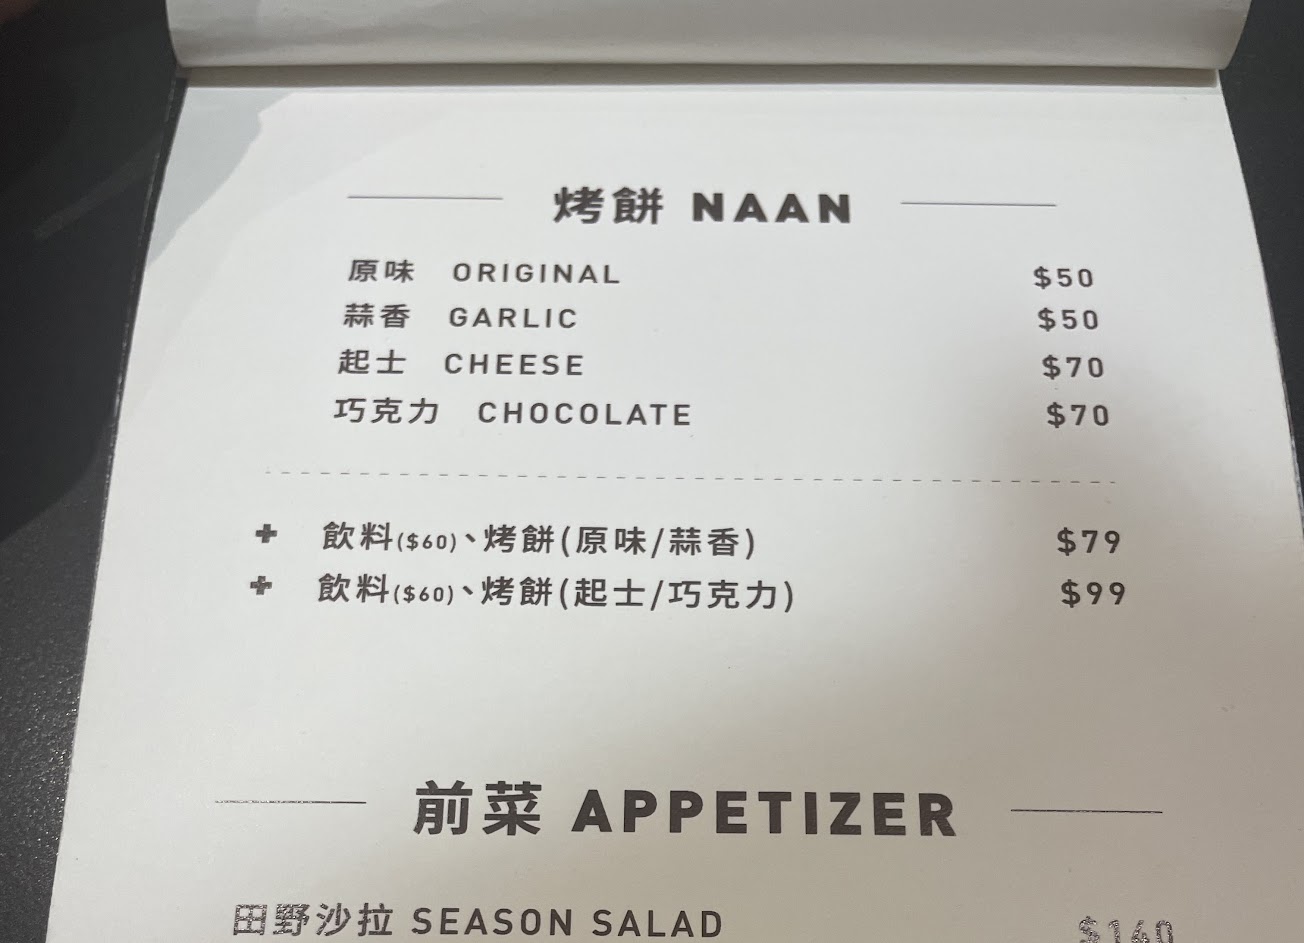 烤餅 NAAN
原味 ORIGINAL $50
蒜香 GARLIC $50
起士 CHEESE $70
巧克力 CHOCOLATE $70
+ 飲料($60)、烤餅(原味/蒜香) $79
+ 飲料($60)、烤餅(起士/巧克力) $99
前菜 APPETIZER
田野沙拉 SEASON SALAD $140